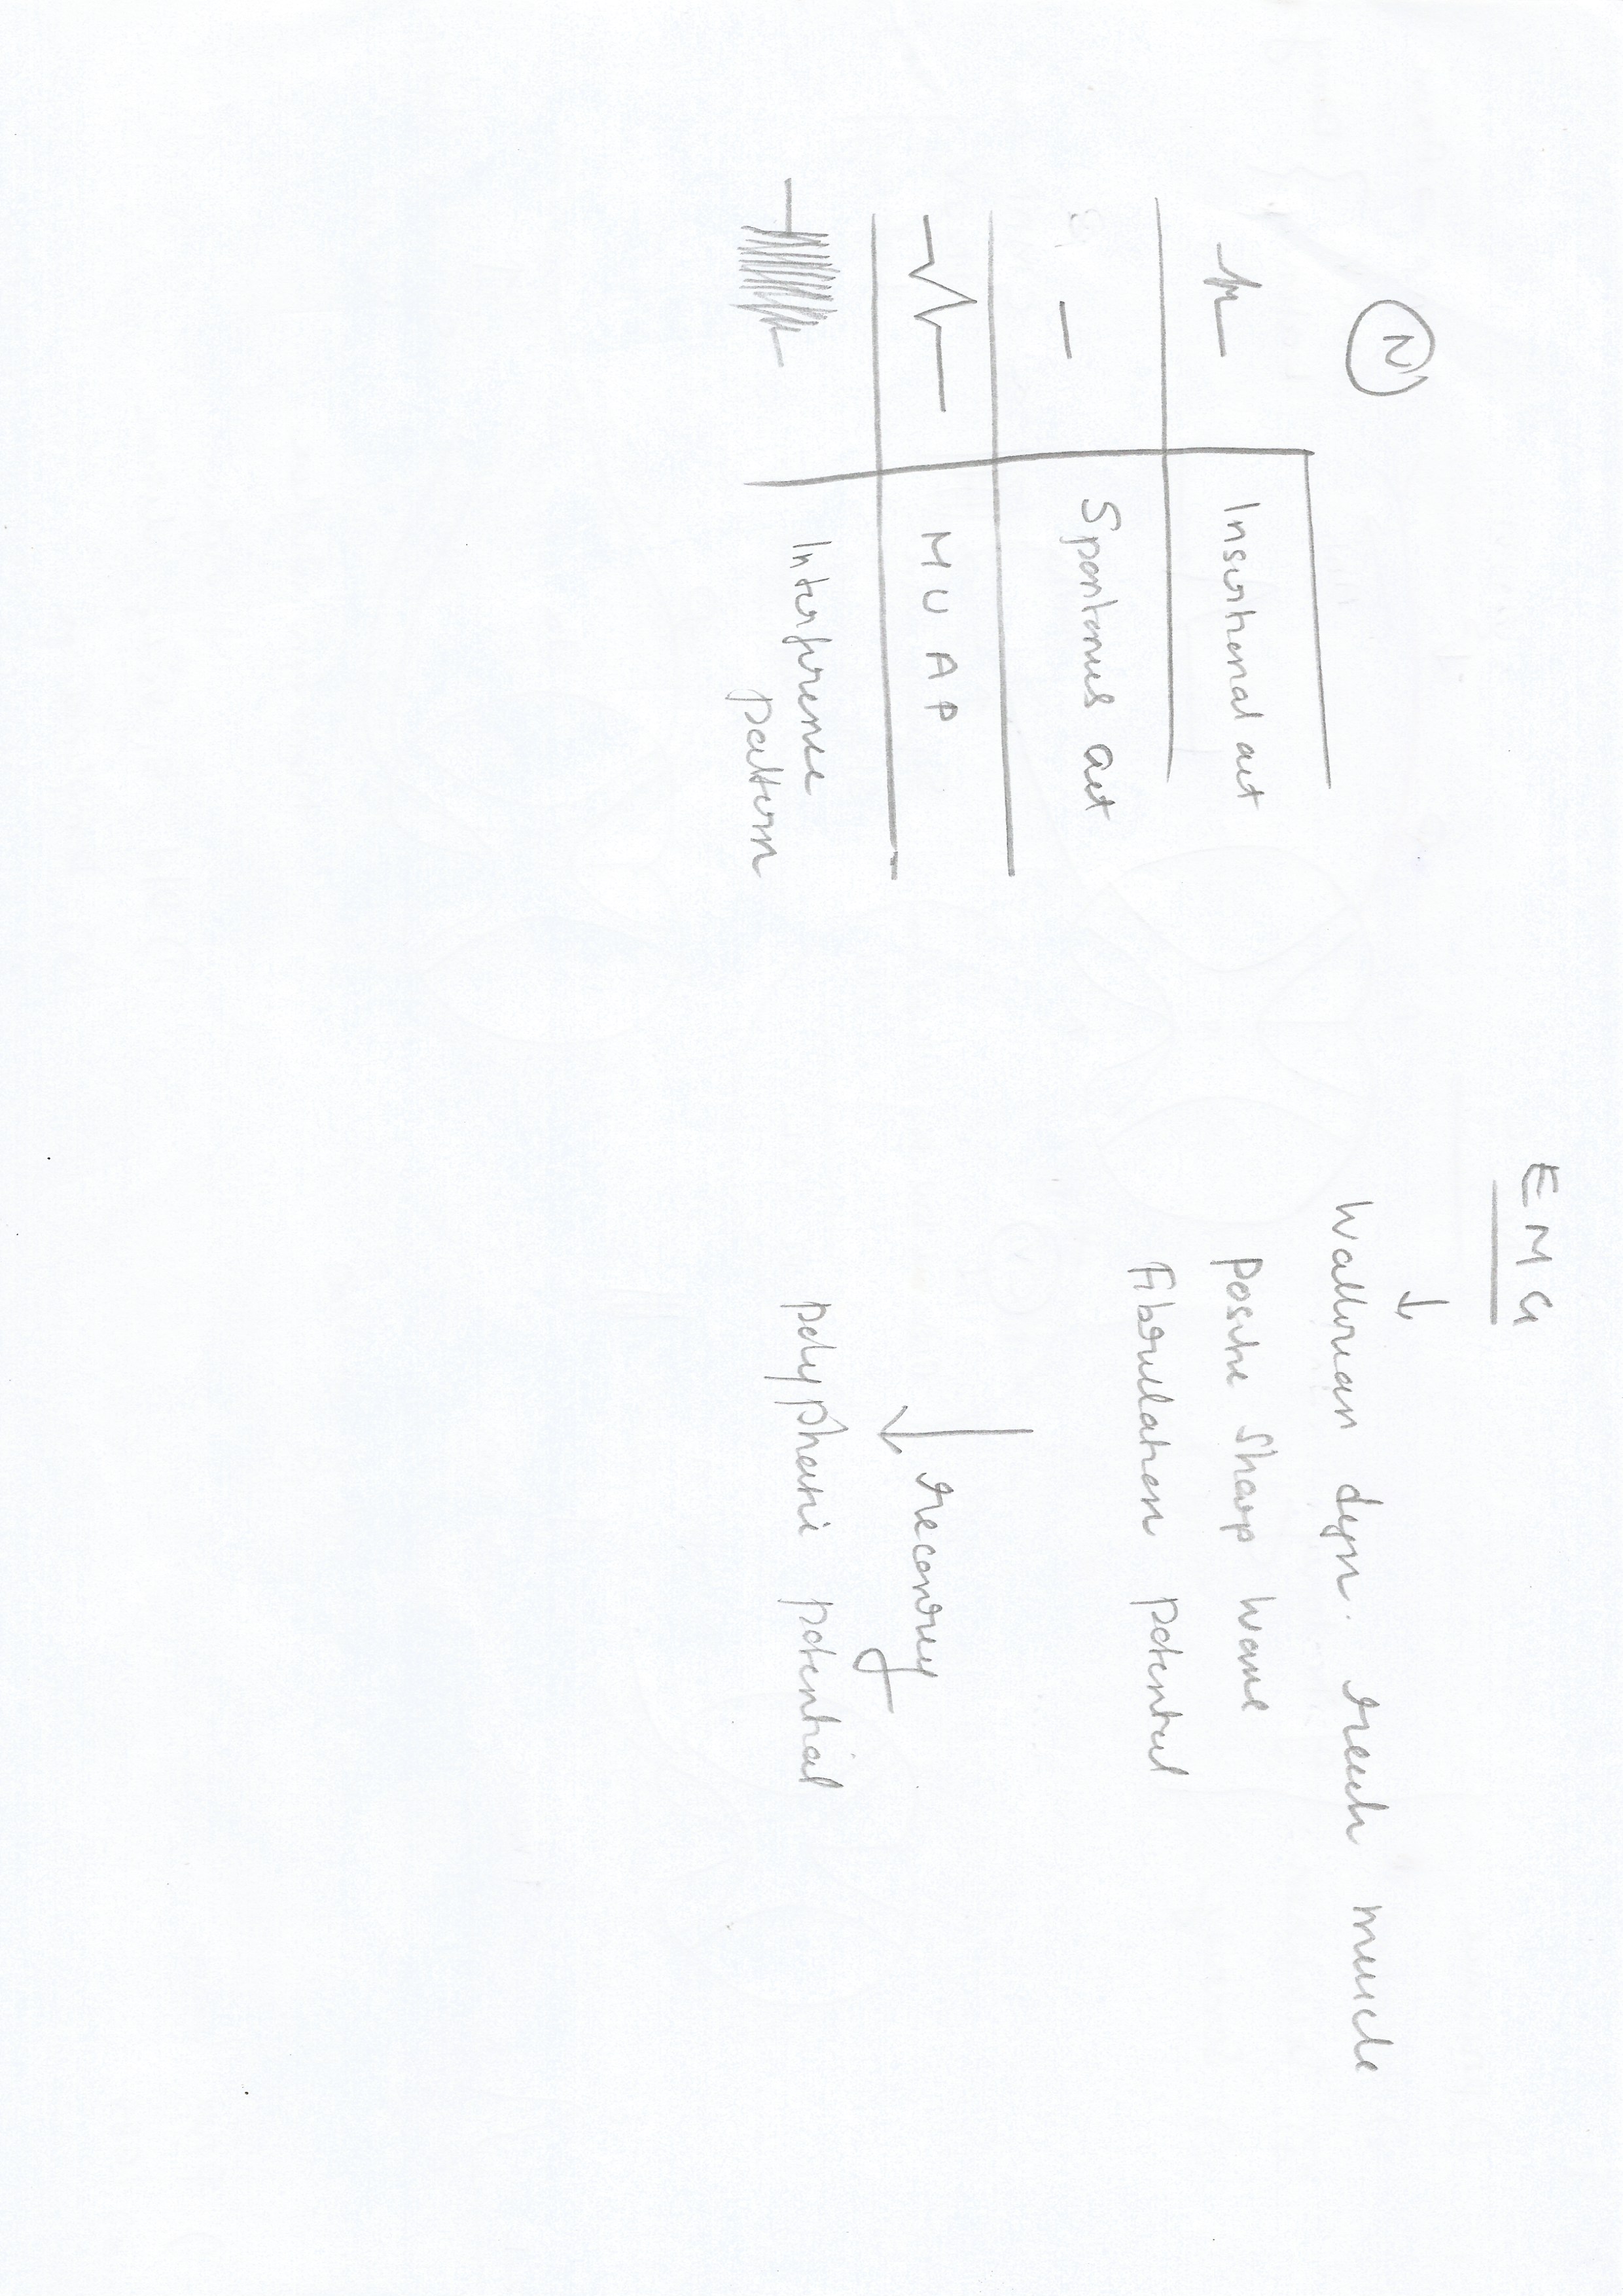 EMG
↓
Wallerian dgn. reach muscle
Positive Sharp wave
Fibrillation potential
↓ recovery
polyphasic potential
N
Insertional act
Spontaneus act
MUAP
Interference
pattern